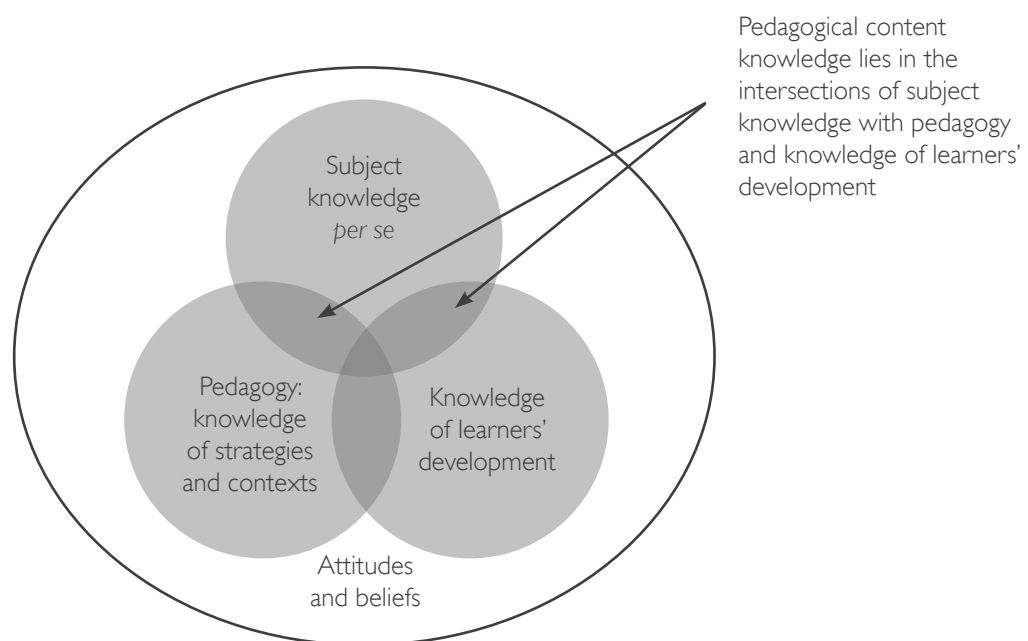 Pedagogical content
knowledge lies in the
intersections of subject
knowledge with pedagogy
and knowledge of learners’
development
Subject
knowledge
per se
Pedagogy:
knowledge
of strategies
and contexts
Knowledge
of learners’
development
Attitudes
and beliefs